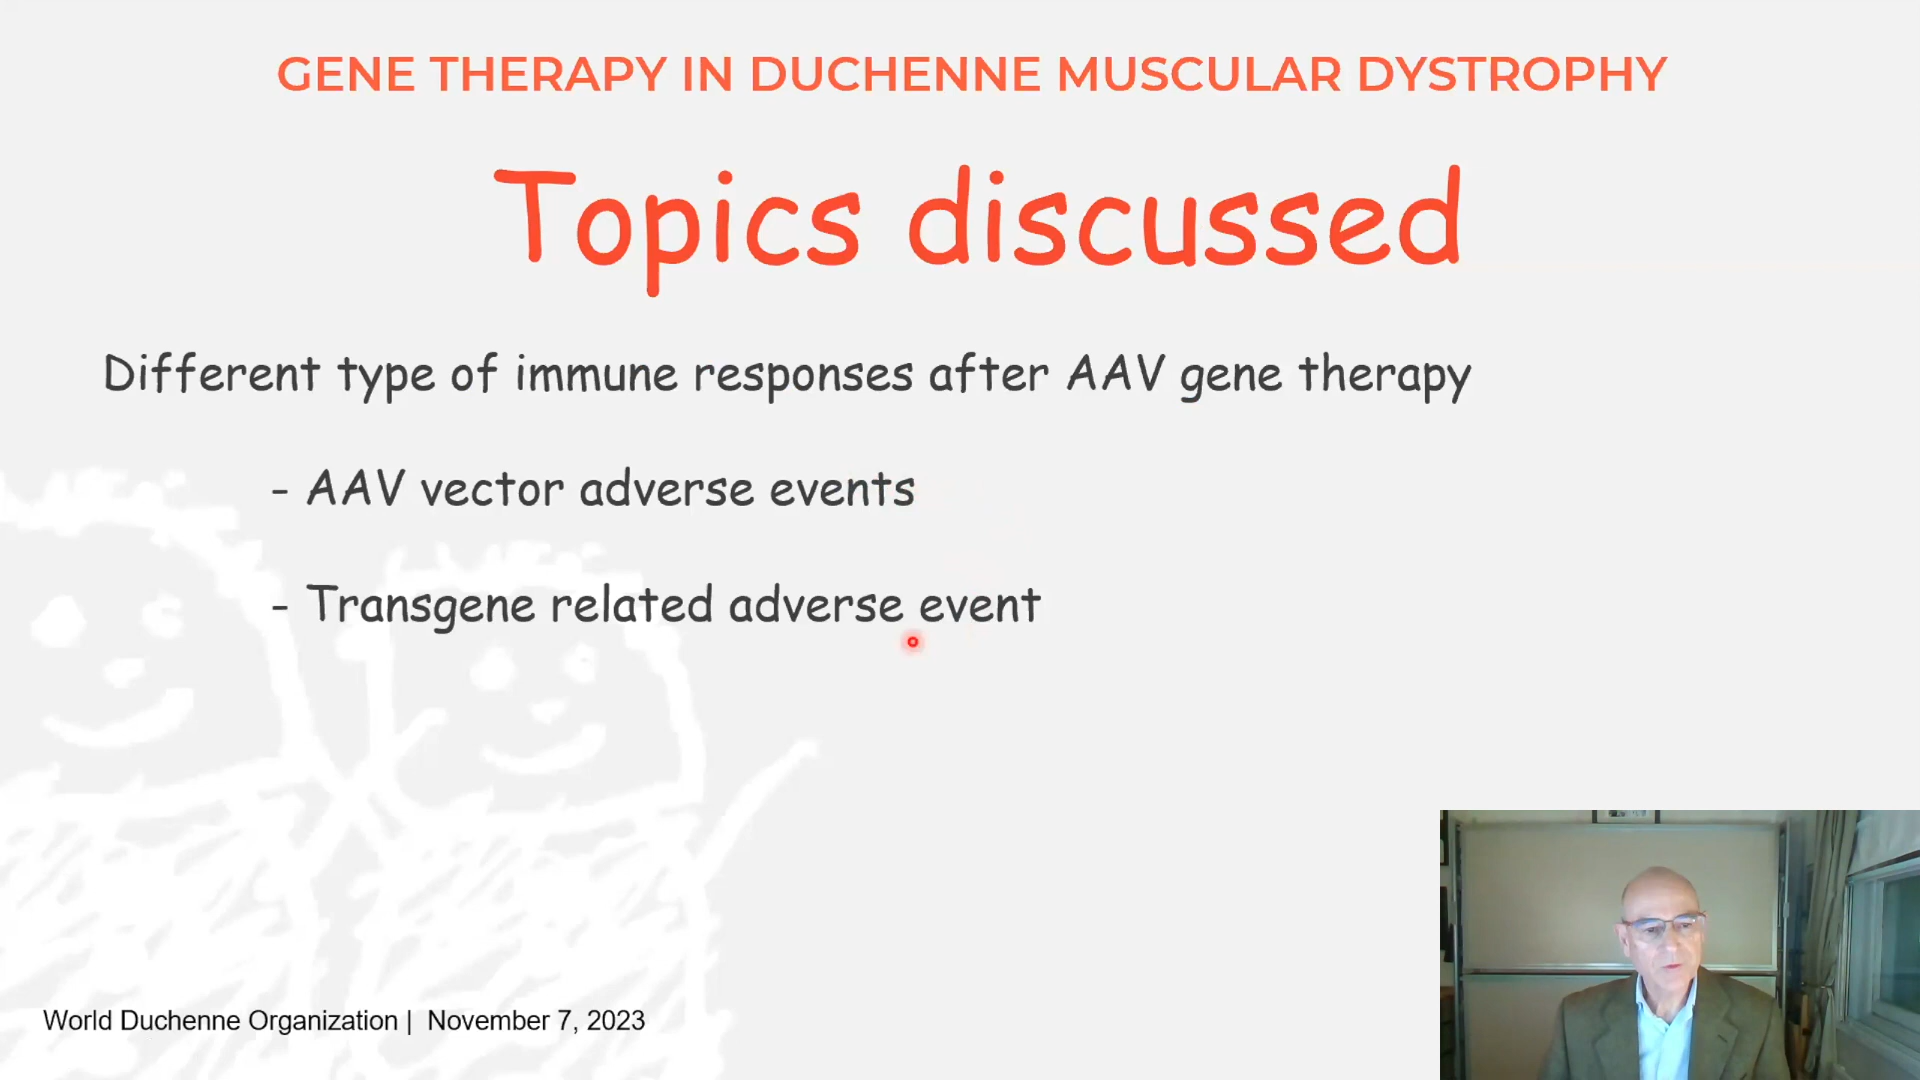 GENE THERAPY IN DUCHENNE MUSCULAR DYSTROPHY
Topics discussed
Different type of immune responses after AAV gene therapy
- AAV vector adverse events
- Transgene related adverse event
World Duchenne Organization | November 7, 2023